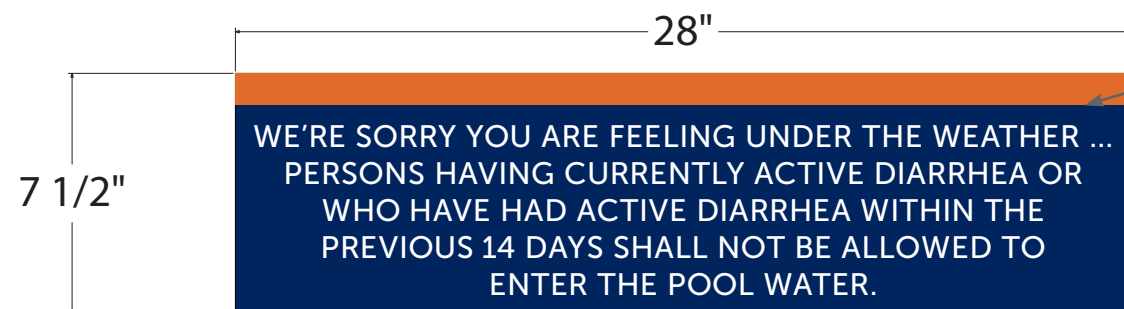 28"
7 1/2"
WE'RE SORRY YOU ARE FEELING UNDER THE WEATHER ...
PERSONS HAVING CURRENTLY ACTIVE DIARRHEA OR
WHO HAVE HAD ACTIVE DIARRHEA WITHIN THE
PREVIOUS 14 DAYS SHALL NOT BE ALLOWED TO
ENTER THE POOL WATER.